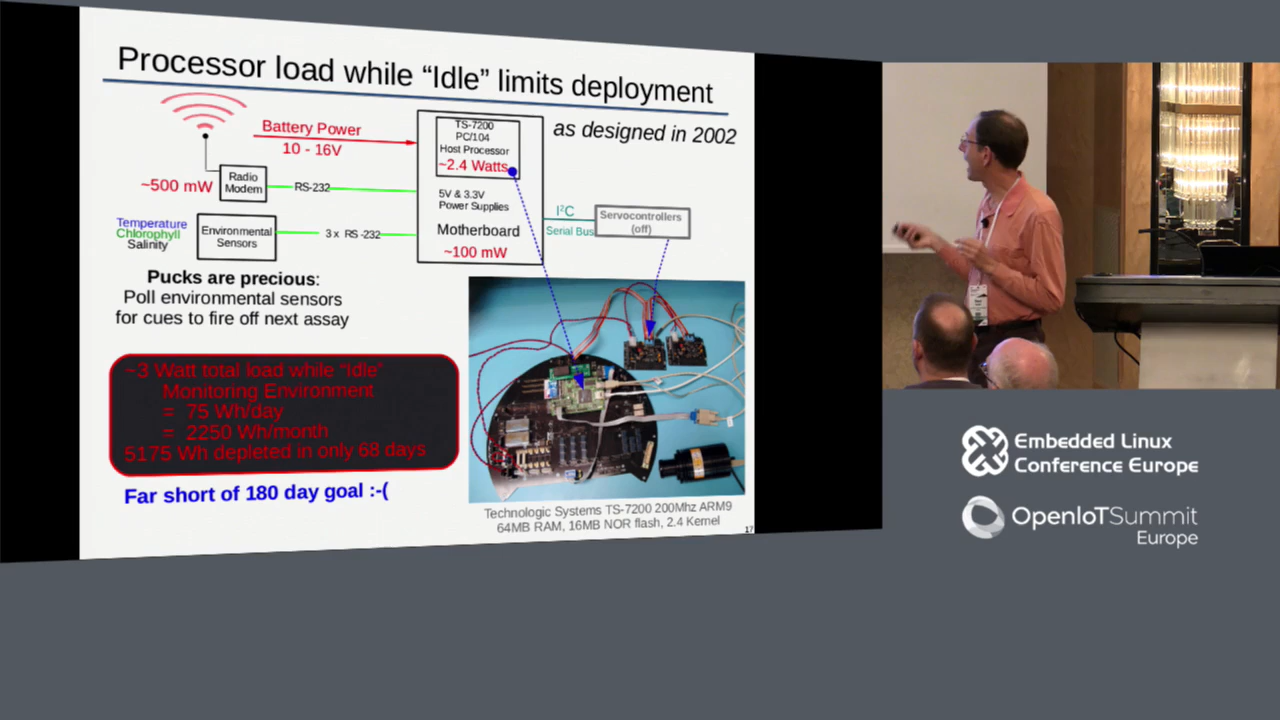 Processor load while “Idle” limits deployment
as designed in 2002
Battery Power
10 - 16V
TS-7200
PC/104
Host Processor
~2.4 Watts
~500 mW
Radio
Modem
RS-232
5V & 3.3V
Power Supplies
Motherboard
~100 mW
I²C
Serial Bus
Servocontrollers
(off)
Temperature
Chlorophyll
Salinity
Environmental
Sensors
3 x RS -232
Pucks are precious:
Poll environmental sensors
for cues to fire off next assay
~3 Watt total load while “Idle”
Monitoring Environment
= 75 Wh/day
= 2250 Wh/month
5175 Wh depleted in only 68 days
Far short of 180 day goal :-(
Technologic Systems TS-7200 200Mhz ARM9
64MB RAM, 16MB NOR flash, 2.4 Kernel
17
Embedded Linux
Conference Europe
OpenIoTSummit
Europe